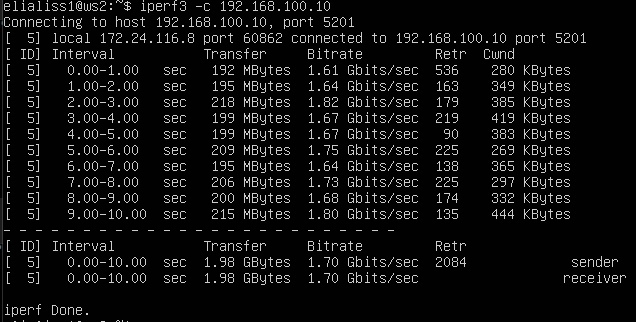 elialiss1@ws2:~$ iperf3 -c 192.168.100.10
Connecting to host 192.168.100.10, port 5201
[  5] local 172.24.116.8 port 60862 connected to 192.168.100.10 port 5201
[ ID] Interval           Transfer     Bitrate         Retr  Cwnd
[  5]   0.00-1.00   sec   192 MBytes  1.61 Gbits/sec  536    280 KBytes
[  5]   1.00-2.00   sec   195 MBytes  1.64 Gbits/sec  163    349 KBytes
[  5]   2.00-3.00   sec   218 MBytes  1.82 Gbits/sec  179    385 KBytes
[  5]   3.00-4.00   sec   199 MBytes  1.67 Gbits/sec  219    419 KBytes
[  5]   4.00-5.00   sec   199 MBytes  1.67 Gbits/sec   90    383 KBytes
[  5]   5.00-6.00   sec   209 MBytes  1.75 Gbits/sec  225    269 KBytes
[  5]   6.00-7.00   sec   195 MBytes  1.64 Gbits/sec  138    365 KBytes
[  5]   7.00-8.00   sec   206 MBytes  1.73 Gbits/sec  225    297 KBytes
[  5]   8.00-9.00   sec   200 MBytes  1.68 Gbits/sec  174    332 KBytes
[  5]   9.00-10.00  sec   215 MBytes  1.80 Gbits/sec  135    444 KBytes
- - - - - - - - - - - - - - - - - - - - - - - - -
[ ID] Interval           Transfer     Bitrate         Retr
[  5]   0.00-10.00  sec  1.98 GBytes  1.70 Gbits/sec  2084             sender
[  5]   0.00-10.00  sec  1.98 GBytes  1.70 Gbits/sec                  receiver
iperf Done.